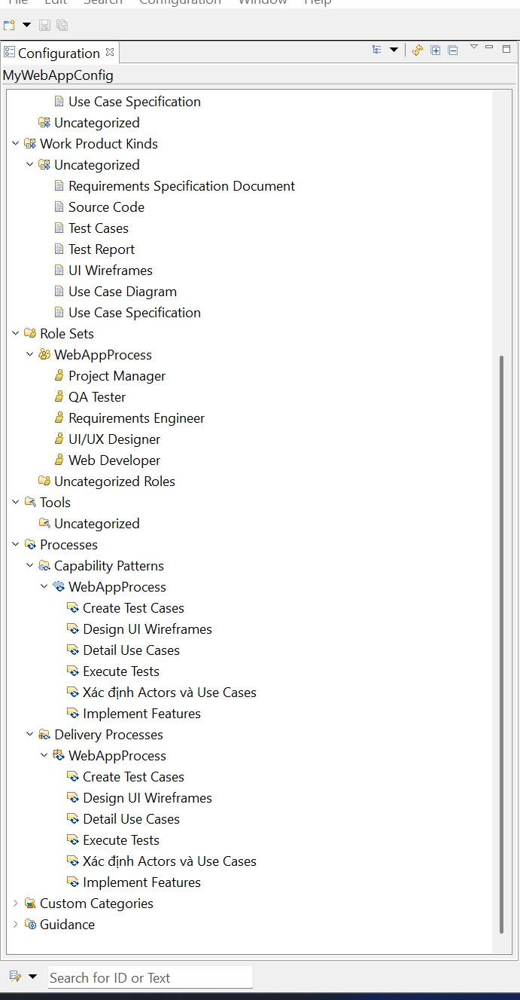 File Edit Search Configuration Window Help
Configuration
MyWebAppConfig
Use Case Specification
Uncategorized
Work Product Kinds
Uncategorized
Requirements Specification Document
Source Code
Test Cases
Test Report
UI Wireframes
Use Case Diagram
Use Case Specification
Role Sets
WebAppProcess
Project Manager
QA Tester
Requirements Engineer
UI/UX Designer
Web Developer
Uncategorized Roles
Tools
Uncategorized
Processes
Capability Patterns
WebAppProcess
Create Test Cases
Design UI Wireframes
Detail Use Cases
Execute Tests
Xác định Actors và Use Cases
Implement Features
Delivery Processes
WebAppProcess
Create Test Cases
Design UI Wireframes
Detail Use Cases
Execute Tests
Xác định Actors và Use Cases
Implement Features
Custom Categories
Guidance
Search for ID or Text